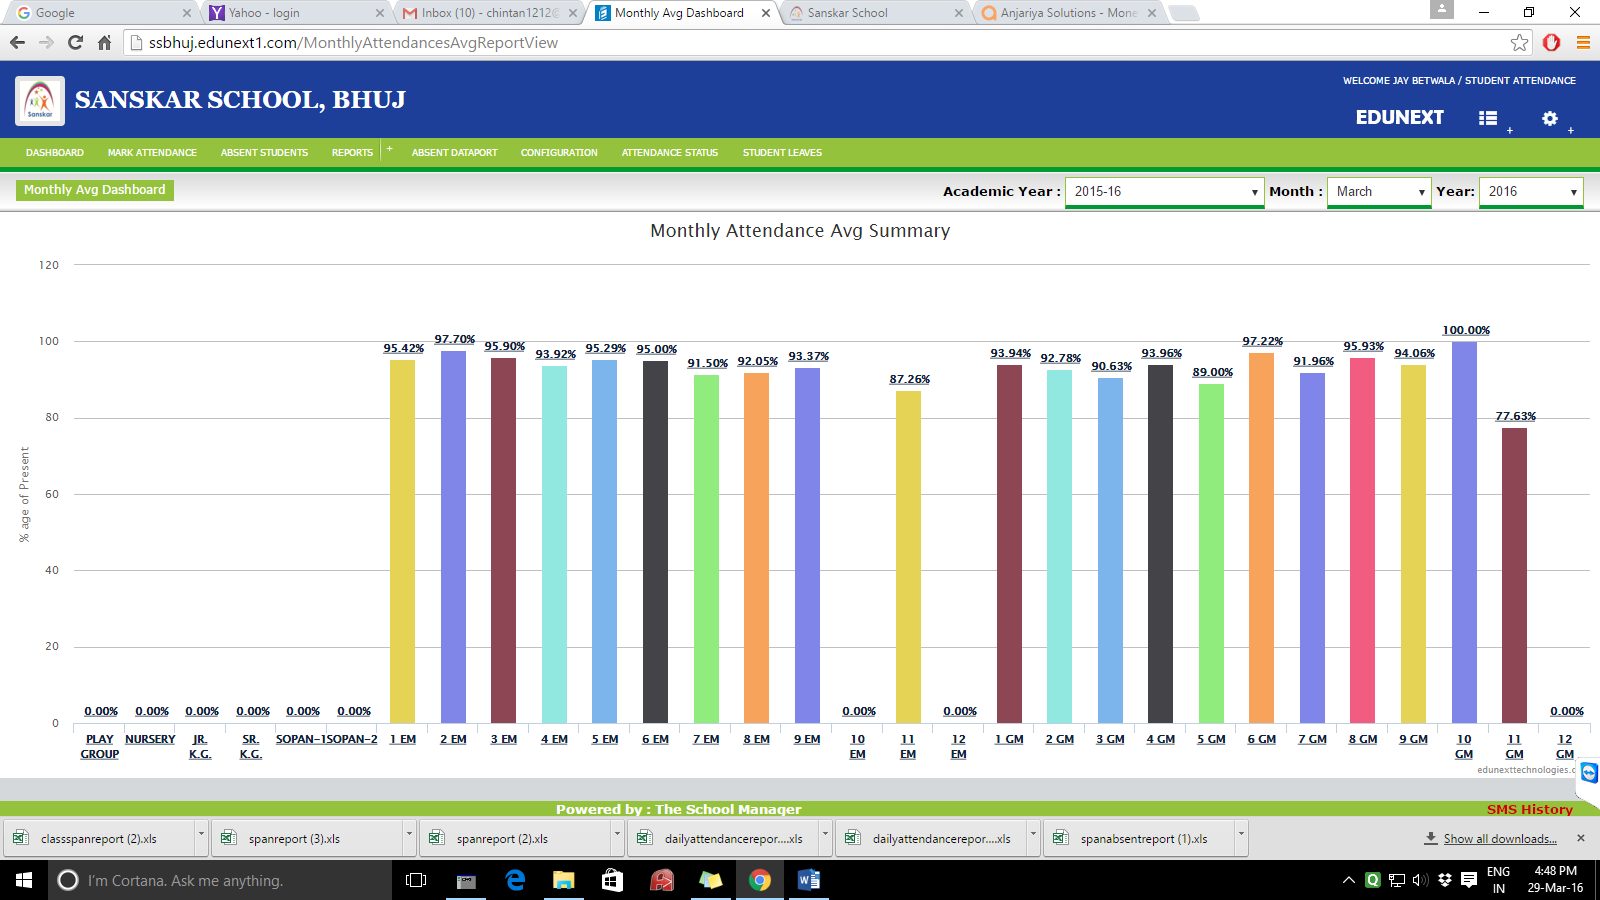 Google
Yahoo - login
Inbox (10) - chintan1212@
Monthly Avg Dashboard
Sanskar School
Anjariya Solutions - Mone
ssbhuj.edunext1.com/MonthlyAttendancesAvgReportView
Sanskar
SANSKAR SCHOOL, BHUJ
WELCOME JAY BETWALA / STUDENT ATTENDANCE
EDUNEXT
+ +
DASHBOARD MARK ATTENDANCE ABSENT STUDENTS REPORTS + ABSENT DATAPORT CONFIGURATION ATTENDANCE STATUS STUDENT LEAVES
Monthly Avg Dashboard
Academic Year : 2015-16 Month : March Year: 2016
Monthly Attendance Avg Summary
% age of Present
120
100
80
60
40
20
0
0.00% 0.00% 0.00% 0.00% 0.00% 0.00% 95.42% 97.70% 95.90% 93.92% 95.29% 95.00% 91.50% 92.05% 93.37% 0.00% 87.26% 0.00% 93.94% 92.78% 90.63% 93.96% 89.00% 97.22% 91.96% 95.93% 94.06% 100.00% 77.63% 0.00%
PLAY GROUP
NURSERY
JR. K.G.
SR. K.G.
SOPAN-1
SOPAN-2
1 EM
2 EM
3 EM
4 EM
5 EM
6 EM
7 EM
8 EM
9 EM
10 EM
11 EM
12 EM
1 GM
2 GM
3 GM
4 GM
5 GM
6 GM
7 GM
8 GM
9 GM
10 GM
11 GM
12 GM
edunexttechnologies.c
Powered by : The School Manager
SMS History
classspanreport (2).xls
spanreport (3).xls
spanreport (2).xls
dailyattendancerepor....xls
dailyattendancerepor....xls
spanabsentreport (1).xls
Show all downloads...
I'm Cortana. Ask me anything.
ENG
IN
4:48 PM
29-Mar-16